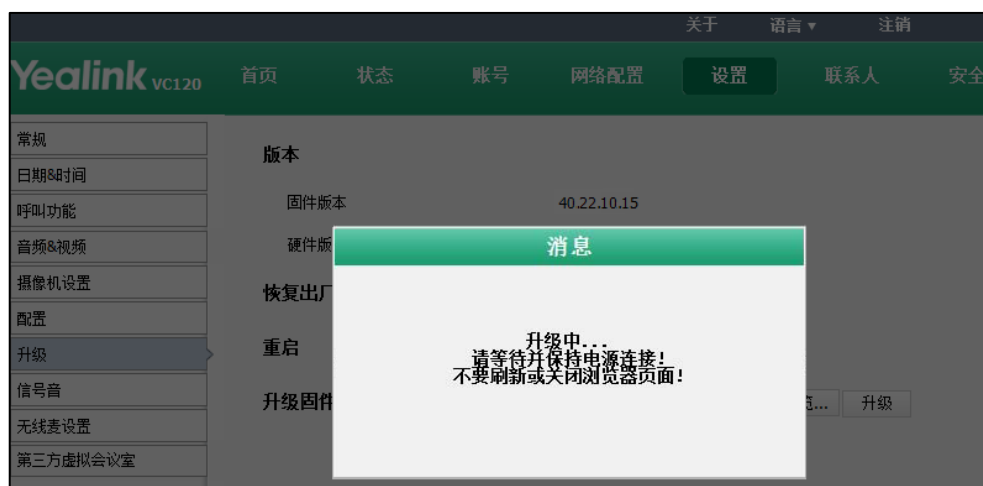 关于 语言▼ 注销
Yealink VC120 首页 状态 账号 网络配置 设置 联系人 安全
常规
版本
日期&时间
固件版本 40.22.10.15
呼叫功能
音频&视频
硬件版
消息
摄像机设置
恢复出厂
配置
升级
重启
升级中...
请等待并保持电源连接!
不要刷新或关闭浏览器页面!
信号音
升级固件
... 升级
无线麦设置
第三方虚拟会议室